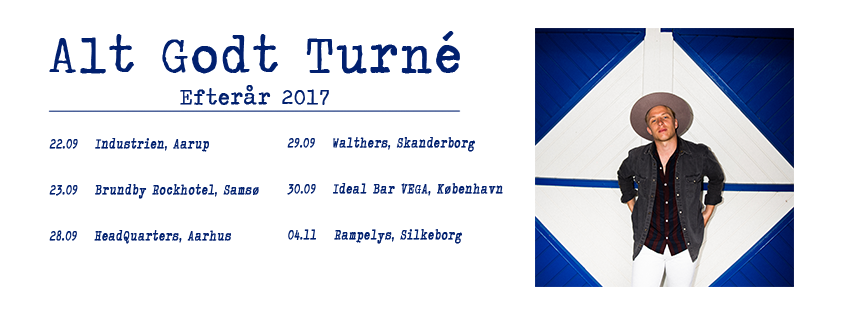 Alt Godt Turné
Efterår 2017
22.09 Industrien, Aarup
23.09 Brundby Rockhotel, Samsø
28.09 HeadQuarters, Aarhus
29.09 Walthers, Skanderborg
30.09 Ideal Bar VEGA, København
04.11 Rampelys, Silkeborg